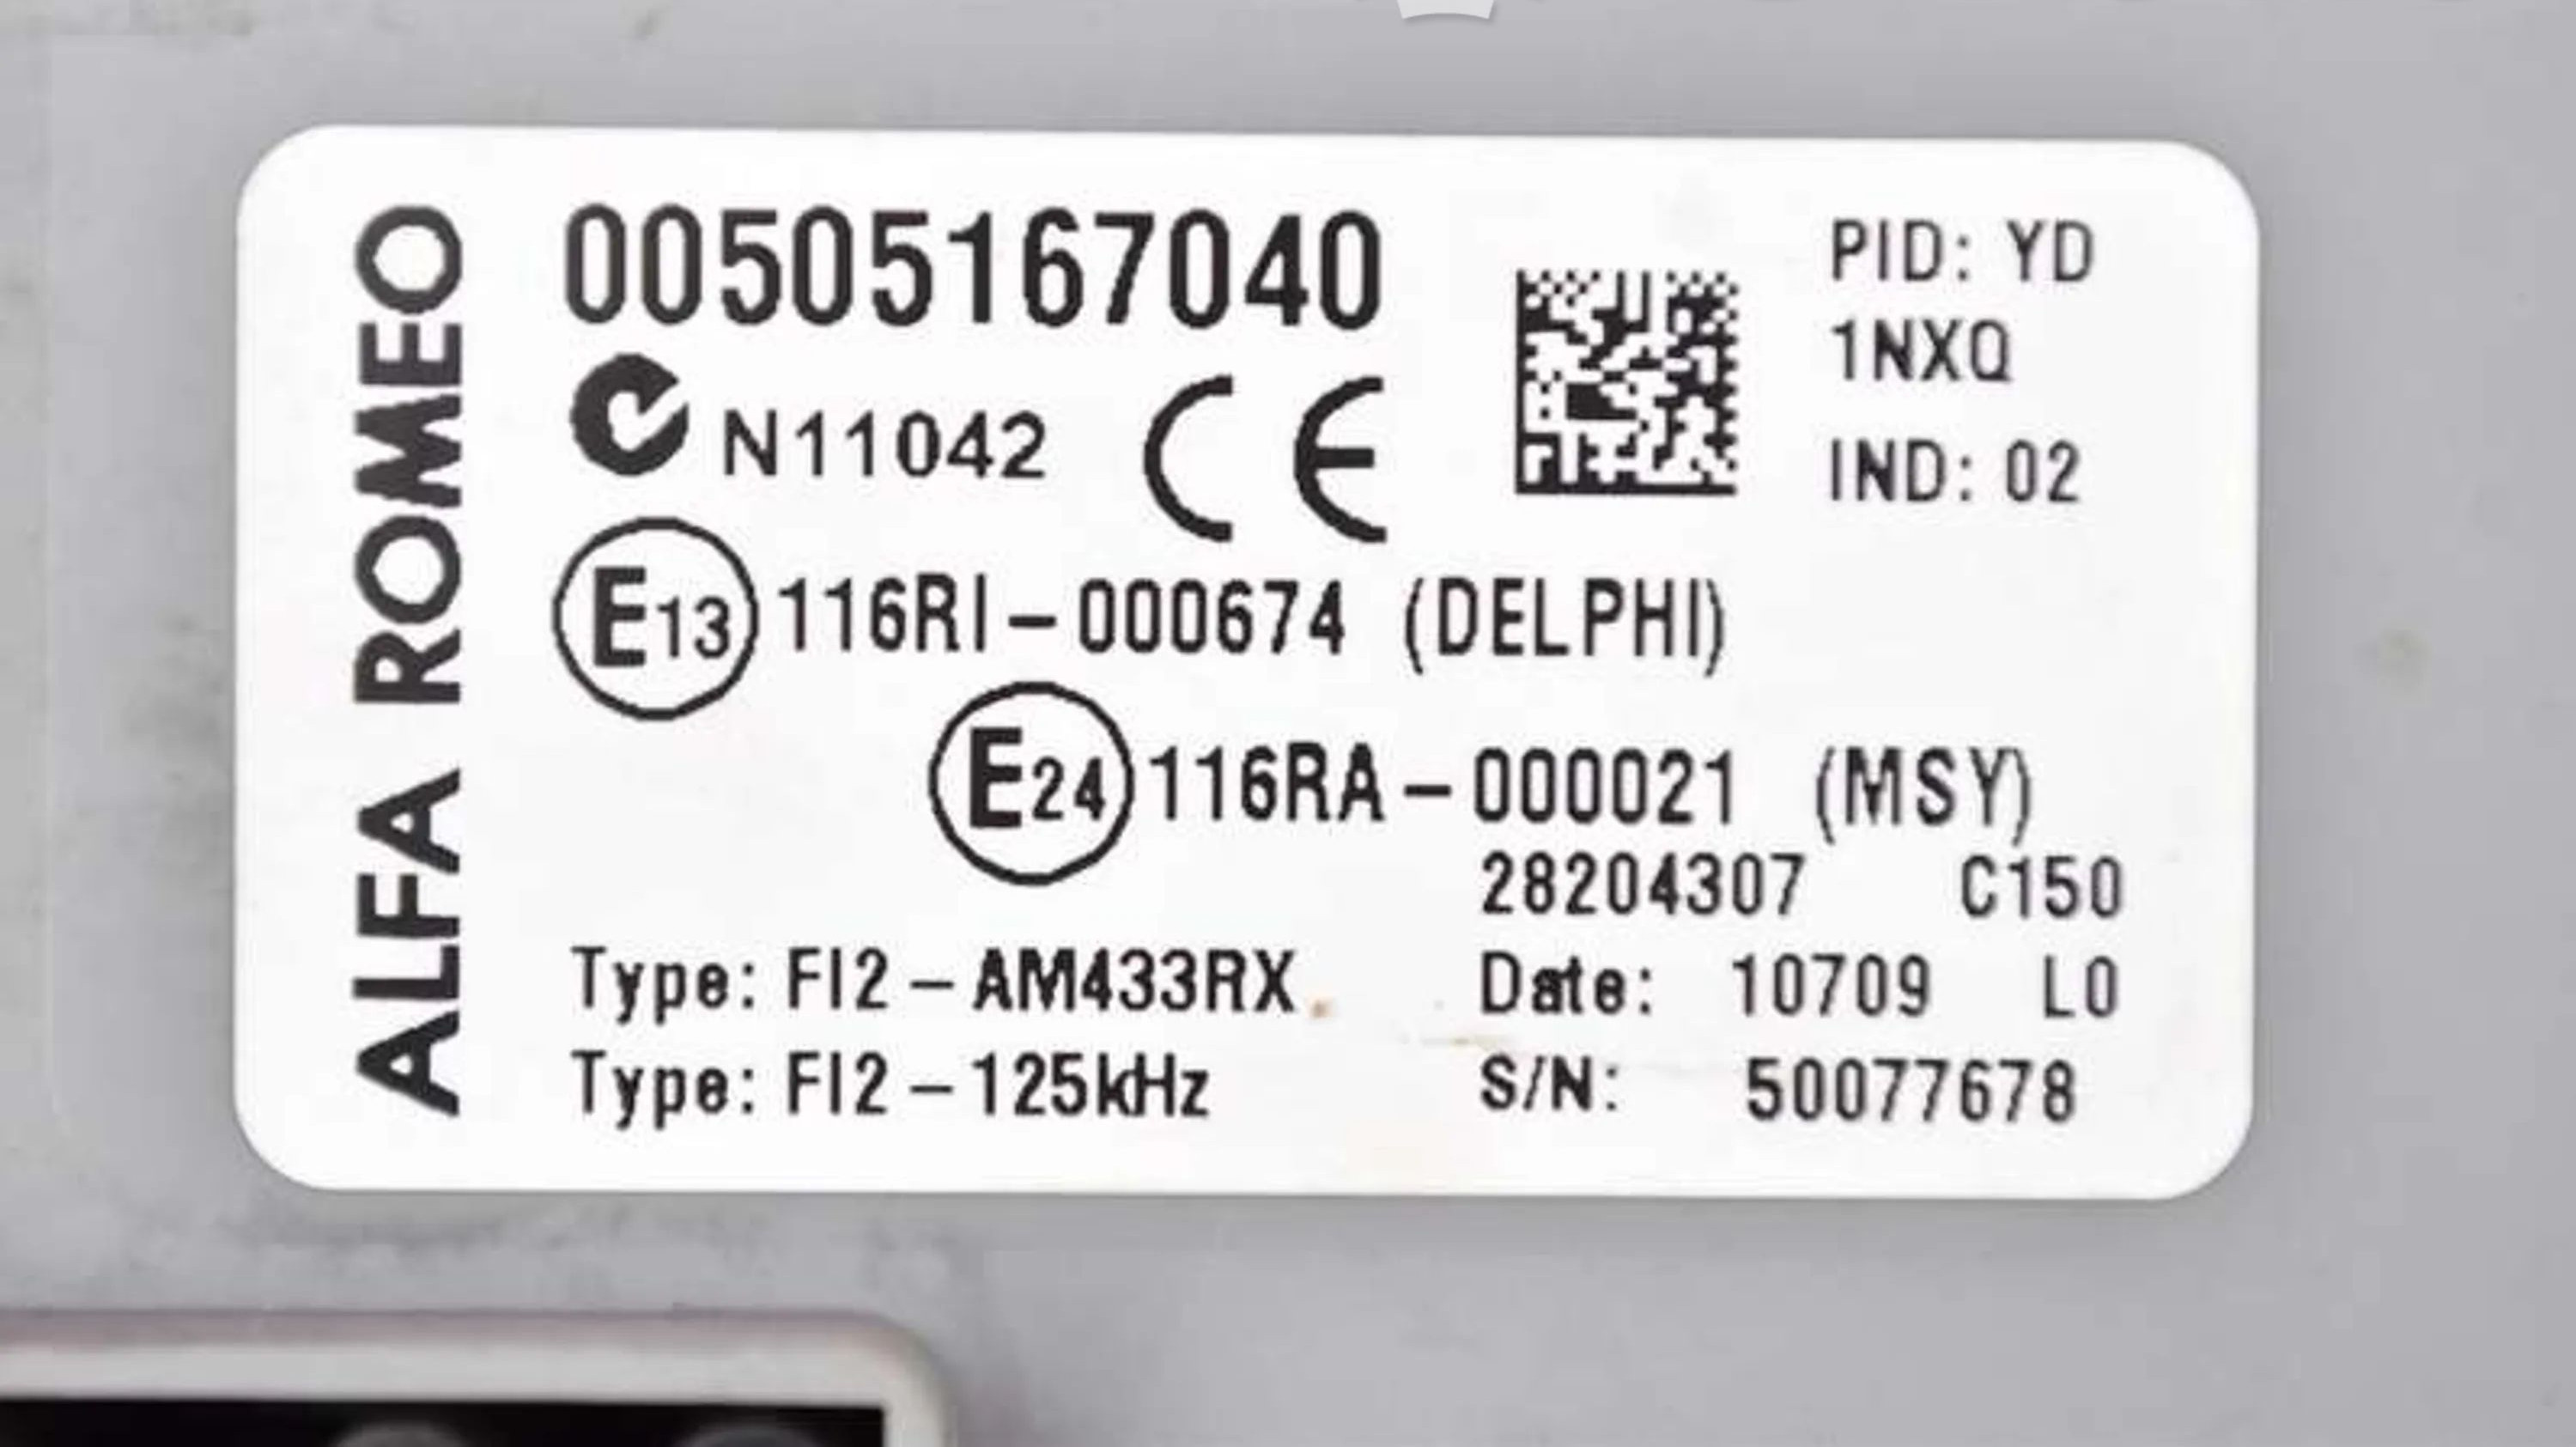 ALFA ROMEO
00505167040
PID: YD
1NXQ
N11042 CE
IND: 02
E13 116RI-000674 (DELPHI)
E24 116RA-000021 (MSY)
28204307 C150
Type: FI2-AM433RX
Date: 10709 L0
Type: FI2-125kHz
S/N: 50077678